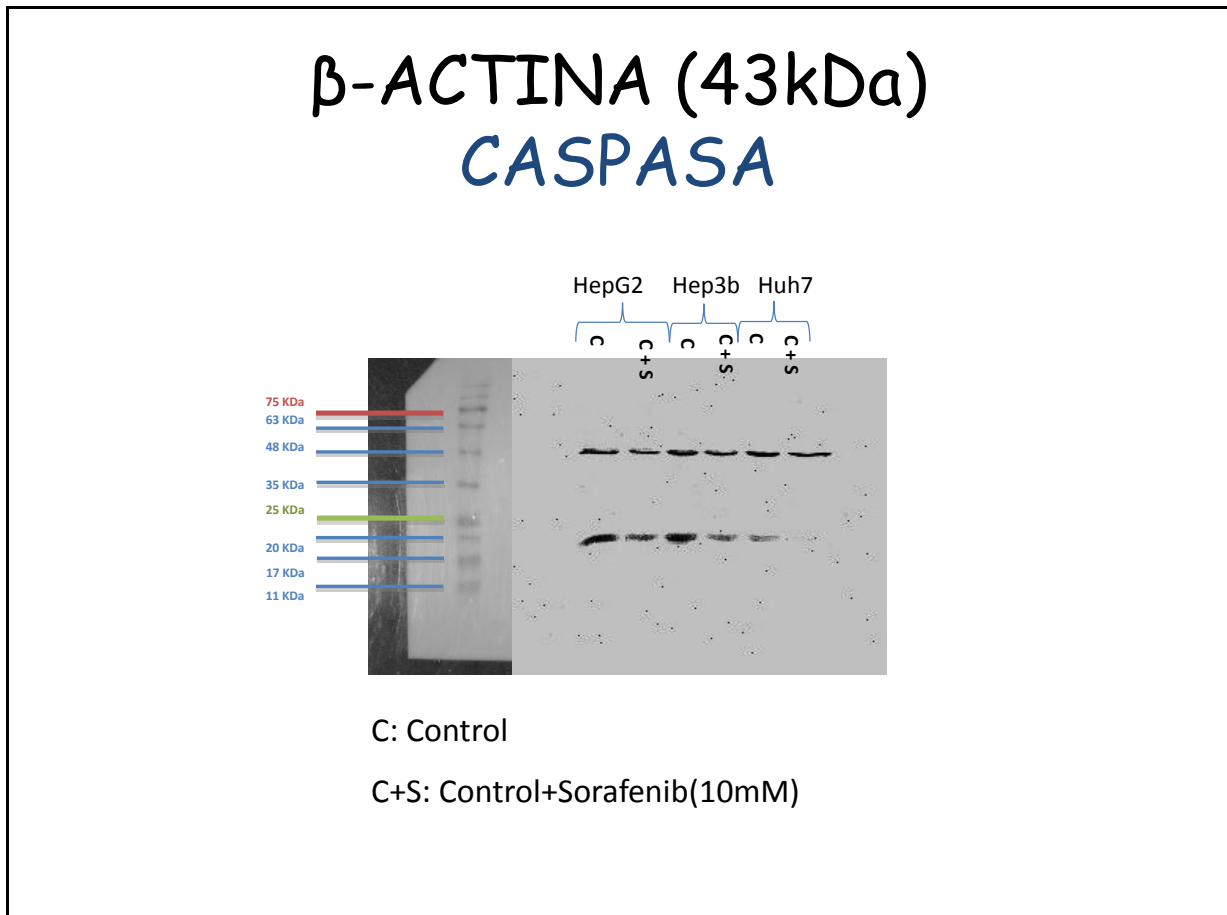 β-ACTINA (43kDa)
CASPASA
HepG2 Hep3b Huh7
C C+S C C+S C C+S
75 KDa
63 KDa
48 KDa
35 KDa
25 KDa
20 KDa
17 KDa
11 KDa
C: Control
C+S: Control+Sorafenib(10mM)